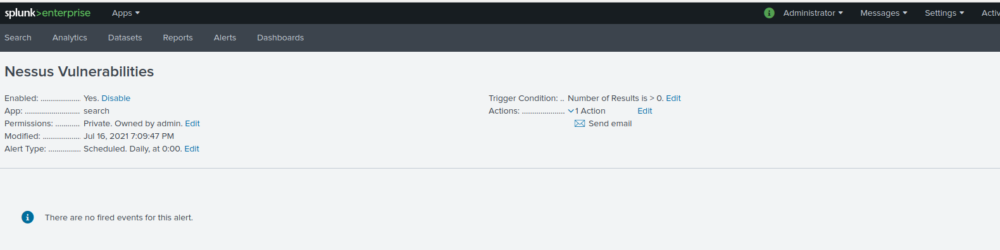 splunk>enterprise Apps Administrator Messages Settings Activ
Search Analytics Datasets Reports Alerts Dashboards
Nessus Vulnerabilities
Enabled: .................... Yes. Disable
App: ........................... search
Permissions: ............ Private. Owned by admin. Edit
Modified: .................. Jul 16, 2021 7:09:47 PM
Alert Type: ................ Scheduled. Daily, at 0:00. Edit
Trigger Condition: .. Number of Results is > 0. Edit
Actions: ..................... 1 Action Edit
Send email
There are no fired events for this alert.